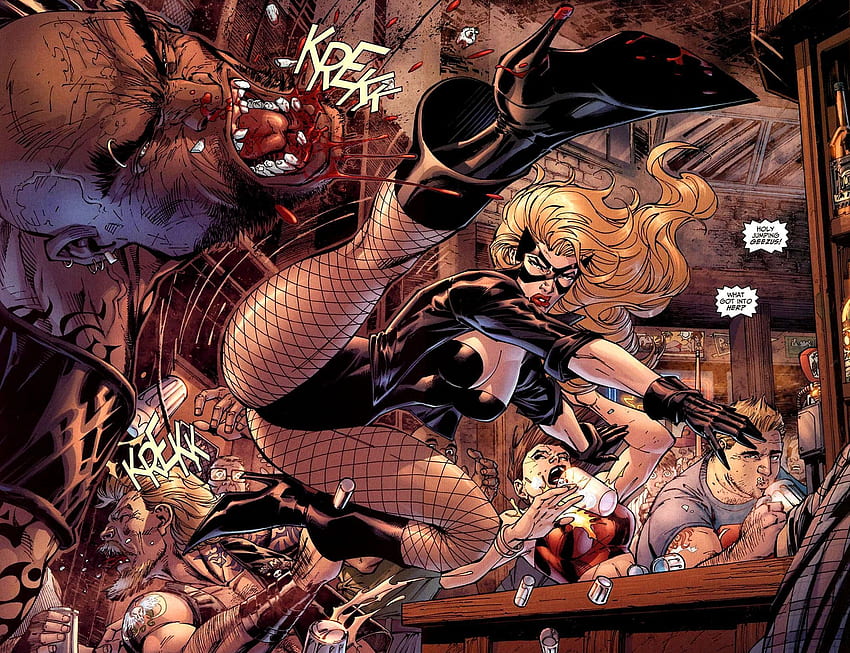 KREKK
HOLY
JUMPING
GEEZUS!
WHAT
GOT INTO
HER?
KREKK